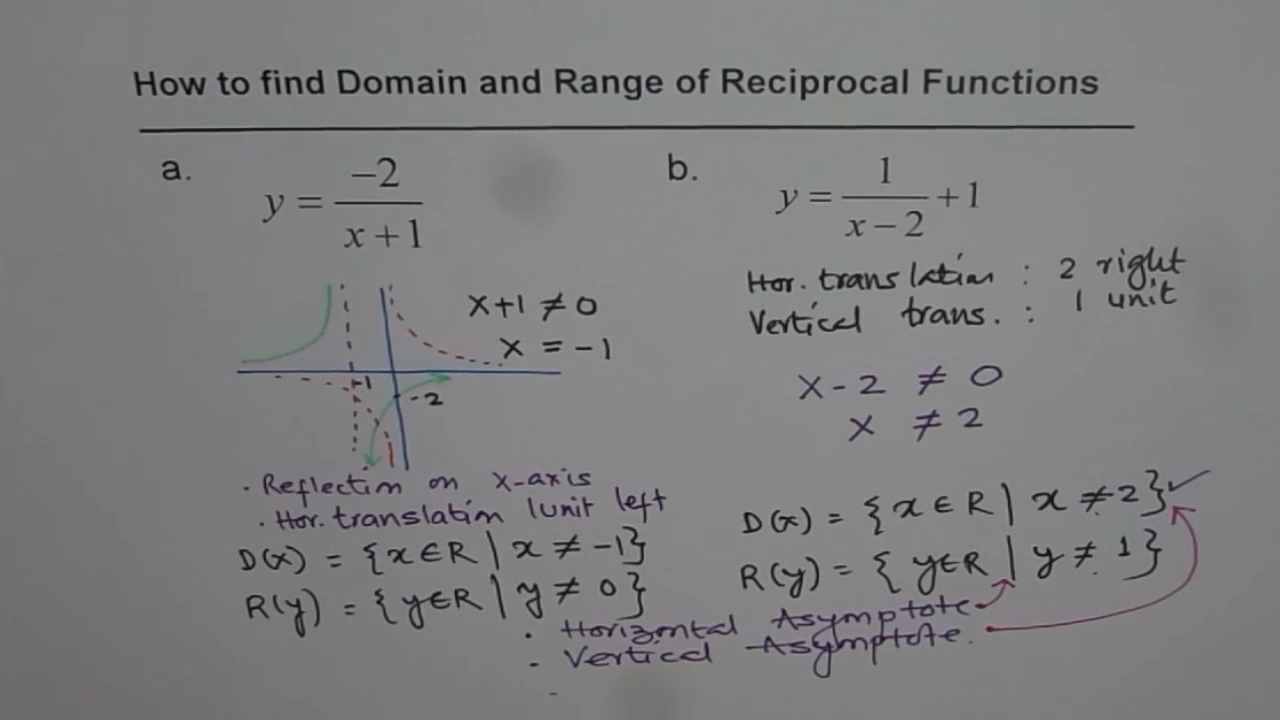 How to find Domain and Range of Reciprocal Functions
a.
y = -2/(x+1)
x+1 ≠ 0
x = -1
-1
-2
· Reflection on x-axis
· Hor. translation 1unit left
D(x) = {x∈R | x ≠ -1}
R(y) = {y∈R | y ≠ 0}
b.
y = 1/(x-2) +1
Hor. translation : 2 right
Vertical trans. : 1 unit
x-2 ≠ 0
x ≠ 2
D(x) = {x∈R | x ≠ 2} ✓
R(y) = {y∈R | y ≠ 1}
· Horizontal Asymptote
- Vertical Asymptote.